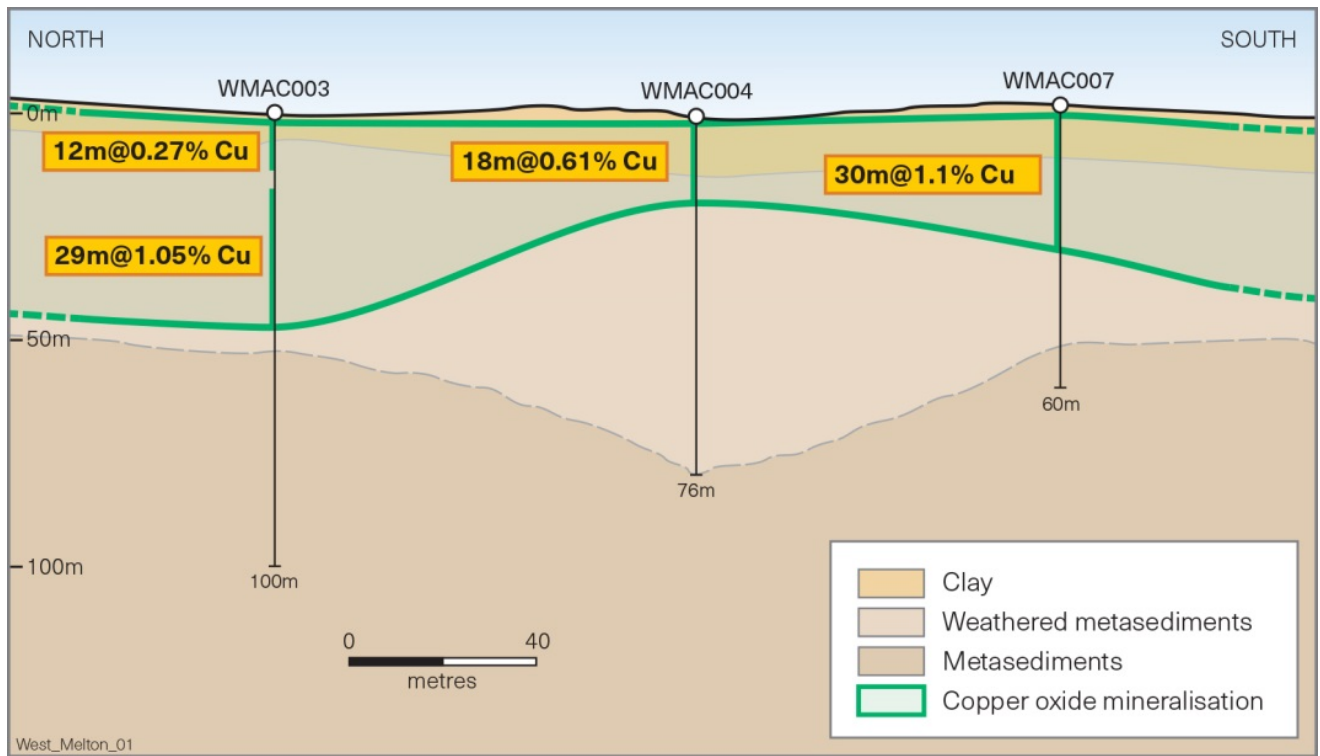 NORTH
SOUTH
WMAC003
WMAC004
WMAC007
0m
12m@0.27% Cu
18m@0.61% Cu
30m@1.1% Cu
29m@1.05% Cu
50m
60m
76m
100m
100m
0 40
metres
Clay
Weathered metasediments
Metasediments
Copper oxide mineralisation
West_Melton_01